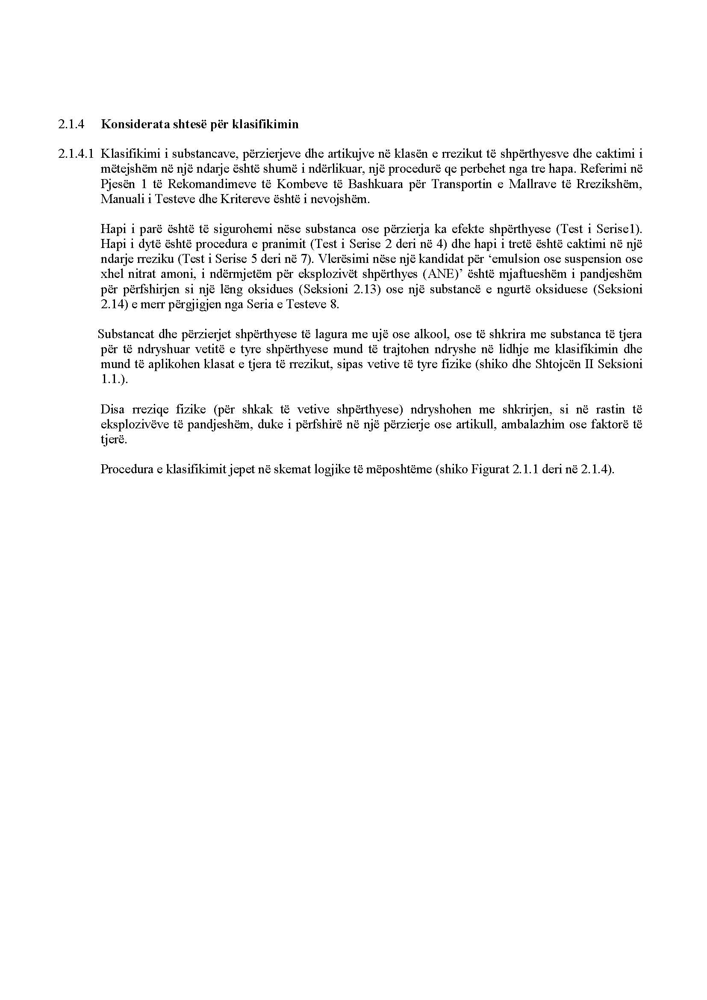 2.1.4 Konsiderata shtesë për klasifikimin
2.1.4.1 Klasifikimi i substancave, përzierjeve dhe artikujve në klasën e rrezikut të shpërthyesve dhe caktimi i
mëtejshëm në një ndarje është shumë i ndërlikuar, një procedurë qe perbehet nga tre hapa. Referimi në
Pjesën 1 të Rekomandimeve të Kombeve të Bashkuara për Transportin e Mallrave të Rrezikshëm,
Manuali i Testeve dhe Kritereve është i nevojshëm.
Hapi i parë është të sigurohemi nëse substanca ose përzierja ka efekte shpërthyese (Test i Serise1).
Hapi i dytë është procedura e pranimit (Test i Serise 2 deri në 4) dhe hapi i tretë është caktimi në një
ndarje rreziku (Test i Serise 5 deri në 7). Vlerësimi nëse një kandidat për ‘emulsion ose suspension ose
xhel nitrat amoni, i ndërmjetëm për eksplozivët shpërthyes (ANE)’ është mjaftueshëm i pandjeshëm
për përfshirjen si një lëng oksidues (Seksioni 2.13) ose një substancë e ngurtë oksiduese (Seksioni
2.14) e merr përgjigjen nga Seria e Testeve 8.
Substancat dhe përzierjet shpërthyese të lagura me ujë ose alkool, ose të shkrira me substanca të tjera
për të ndryshuar vetitë e tyre shpërthyese mund të trajtohen ndryshe në lidhje me klasifikimin dhe
mund të aplikohen klasat e tjera të rrezikut, sipas vetive të tyre fizike (shiko dhe Shtojcën II Seksioni
1.1.).
Disa rreziqe fizike (për shkak të vetive shpërthyese) ndryshohen me shkrirjen, si në rastin të
eksplozivëve të pandjeshëm, duke i përfshirë në një përzierje ose artikull, ambalazhim ose faktorë të
tjerë.
Procedura e klasifikimit jepet në skemat logjike të mëposhtëme (shiko Figurat 2.1.1 deri në 2.1.4).